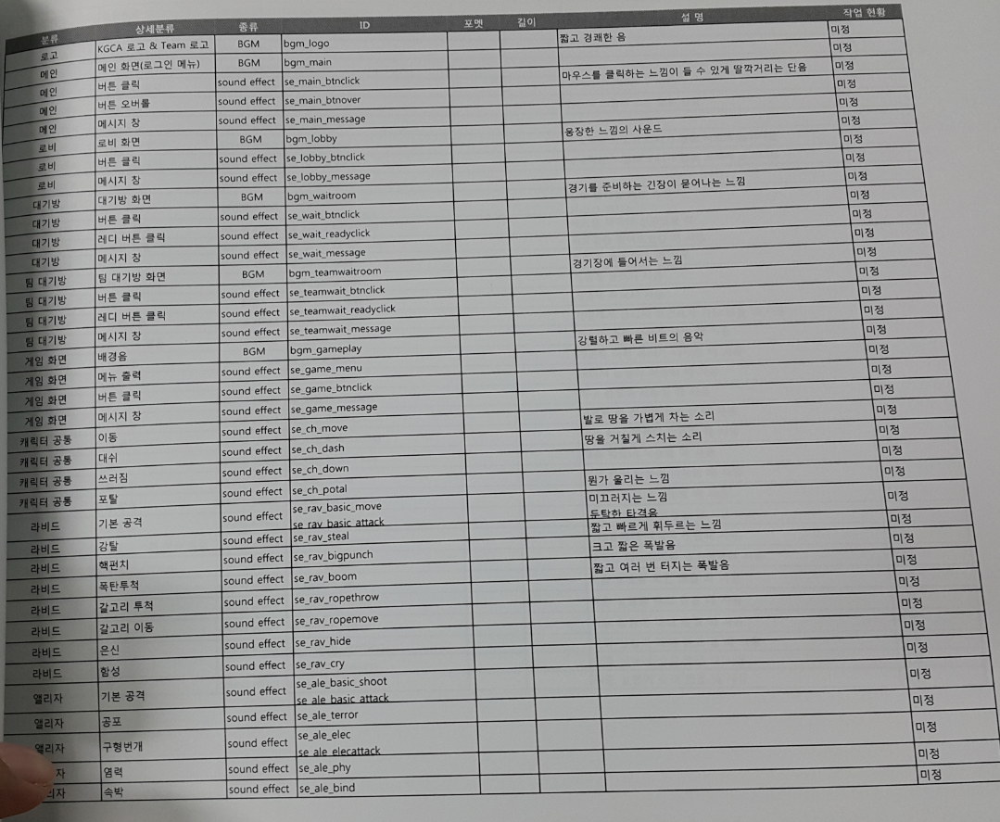 분류 상세분류 종류 ID 포멧 길이 설 명 작업 현황
로고 KGCA 로고 & Team 로고 BGM bgm_logo 짧고 경쾌한 음 미정
메인 메인 화면(로그인 메뉴) BGM bgm_main 미정
메인 버튼 클릭 sound effect se_main_btnclick 마우스를 클릭하는 느낌이 들 수 있게 딸깍거리는 단음 미정
메인 버튼 오버롤 sound effect se_main_btnover 미정
메인 메시지 창 sound effect se_main_message 미정
로비 로비 화면 BGM bgm_lobby 웅장한 느낌의 사운드 미정
로비 버튼 클릭 sound effect se_lobby_btnclick 미정
로비 메시지 창 sound effect se_lobby_message 미정
대기방 대기방 화면 BGM bgm_waitroom 경기를 준비하는 긴장이 묻어나는 느낌 미정
대기방 버튼 클릭 sound effect se_wait_btnclick 미정
대기방 레디 버튼 클릭 sound effect se_wait_readyclick 미정
대기방 메시지 창 sound effect se_wait_message 미정
팀 대기방 팀 대기방 화면 BGM bgm_teamwaitroom 경기장에 들어서는 느낌 미정
팀 대기방 버튼 클릭 sound effect se_teamwait_btnclick 미정
팀 대기방 레디 버튼 클릭 sound effect se_teamwait_readyclick 미정
팀 대기방 메시지 창 sound effect se_teamwait_message 미정
게임 화면 배경음 BGM bgm_gameplay 강렬하고 빠른 비트의 음악 미정
게임 화면 메뉴 출력 sound effect se_game_menu 미정
게임 화면 버튼 클릭 sound effect se_game_btnclick 미정
게임 화면 메시지 창 sound effect se_game_message 미정
캐릭터 공통 이동 sound effect se_ch_move 발로 땅을 가볍게 차는 소리 미정
캐릭터 공통 대쉬 sound effect se_ch_dash 땅을 거칠게 스치는 소리 미정
캐릭터 공통 쓰러짐 sound effect se_ch_down 미정
캐릭터 공통 포탈 sound effect se_ch_potal 뭔가 울리는 느낌 미정
라비드 기본 공격 sound effect se_rav_basic_move 미끄러지는 느낌 미정
se_rav_basic_attack 둔탁한 타격음
라비드 강탈 sound effect se_rav_steal 짧고 빠르게 휘두르는 느낌 미정
라비드 핵펀치 sound effect se_rav_bigpunch 크고 짧은 폭발음 미정
라비드 폭탄투척 sound effect se_rav_boom 짧고 여러 번 터지는 폭발음 미정
라비드 갈고리 투척 sound effect se_rav_ropethrow 미정
라비드 갈고리 이동 sound effect se_rav_ropemove 미정
라비드 은신 sound effect se_rav_hide 미정
라비드 함성 sound effect se_rav_cry 미정
앨리자 기본 공격 sound effect se_ale_basic_shoot 미정
se_ale_basic_attack
앨리자 공포 sound effect se_ale_terror 미정
앨리자 구형번개 sound effect se_ale_elec 미정
se_ale_elecattack
자 염력 sound effect se_ale_phy 미정
리자 속박 sound effect se_ale_bind 미정